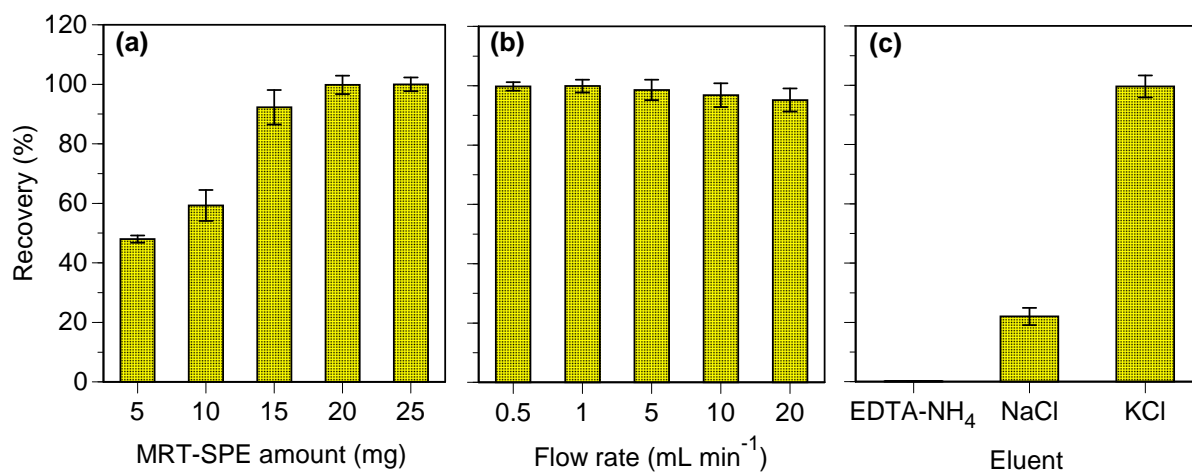 120
100
80
60
40
20
0
Recovery (%)
(a)
5 10 15 20 25
MRT-SPE amount (mg)
(b)
0.5 1 5 10 20
Flow rate (mL min⁻¹)
(c)
EDTA-NH₄ NaCl KCl
Eluent